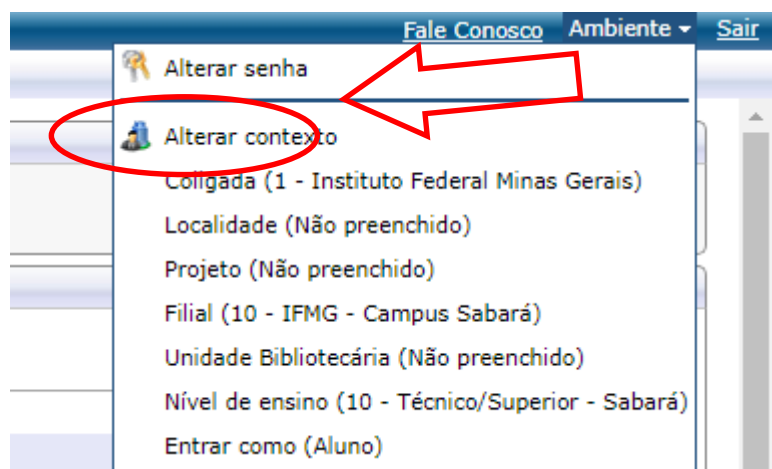 Fale Conosco Ambiente Sair
Alterar senha
Alterar contexto
Coligada (1 - Instituto Federal Minas Gerais)
Localidade (Não preenchido)
Projeto (Não preenchido)
Filial (10 - IFMG - Campus Sabará)
Unidade Bibliotecária (Não preenchido)
Nível de ensino (10 - Técnico/Superior - Sabará)
Entrar como (Aluno)